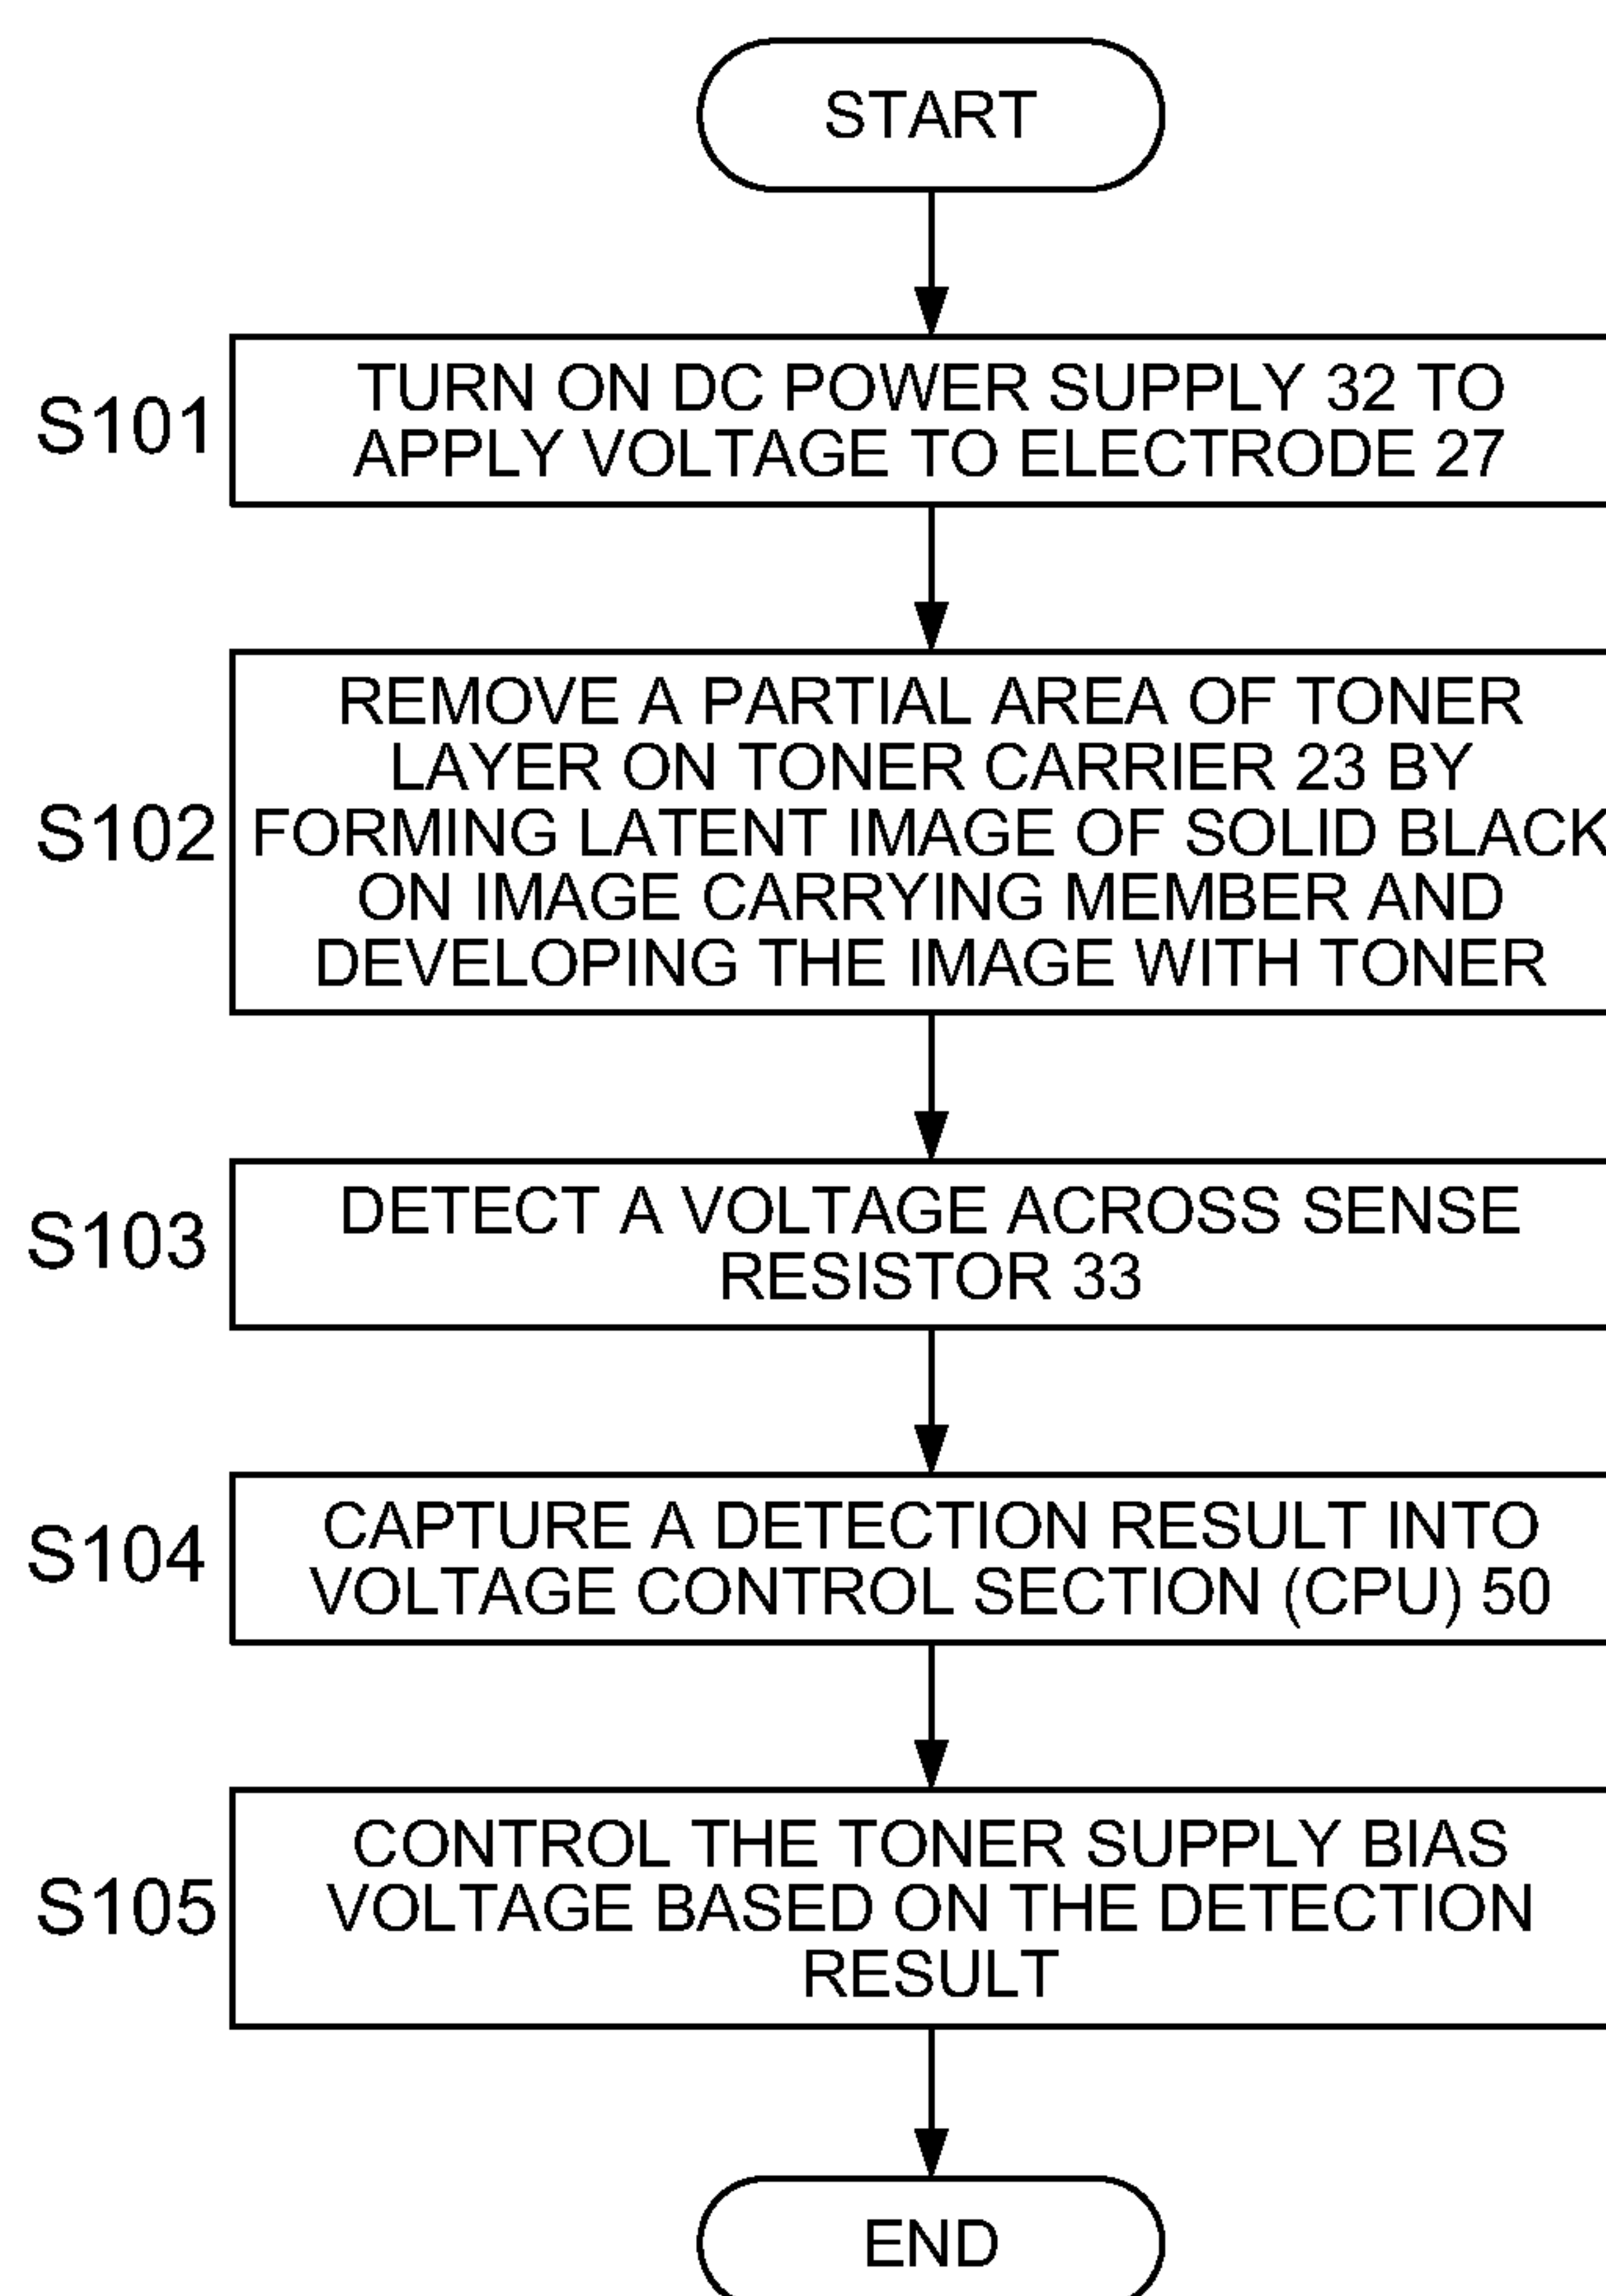 START
S101
TURN ON DC POWER SUPPLY 32 TO
APPLY VOLTAGE TO ELECTRODE 27
S102
REMOVE A PARTIAL AREA OF TONER
LAYER ON TONER CARRIER 23 BY
FORMING LATENT IMAGE OF SOLID BLACK
ON IMAGE CARRYING MEMBER AND
DEVELOPING THE IMAGE WITH TONER
S103
DETECT A VOLTAGE ACROSS SENSE
RESISTOR 33
S104
CAPTURE A DETECTION RESULT INTO
VOLTAGE CONTROL SECTION (CPU) 50
S105
CONTROL THE TONER SUPPLY BIAS
VOLTAGE BASED ON THE DETECTION
RESULT
END